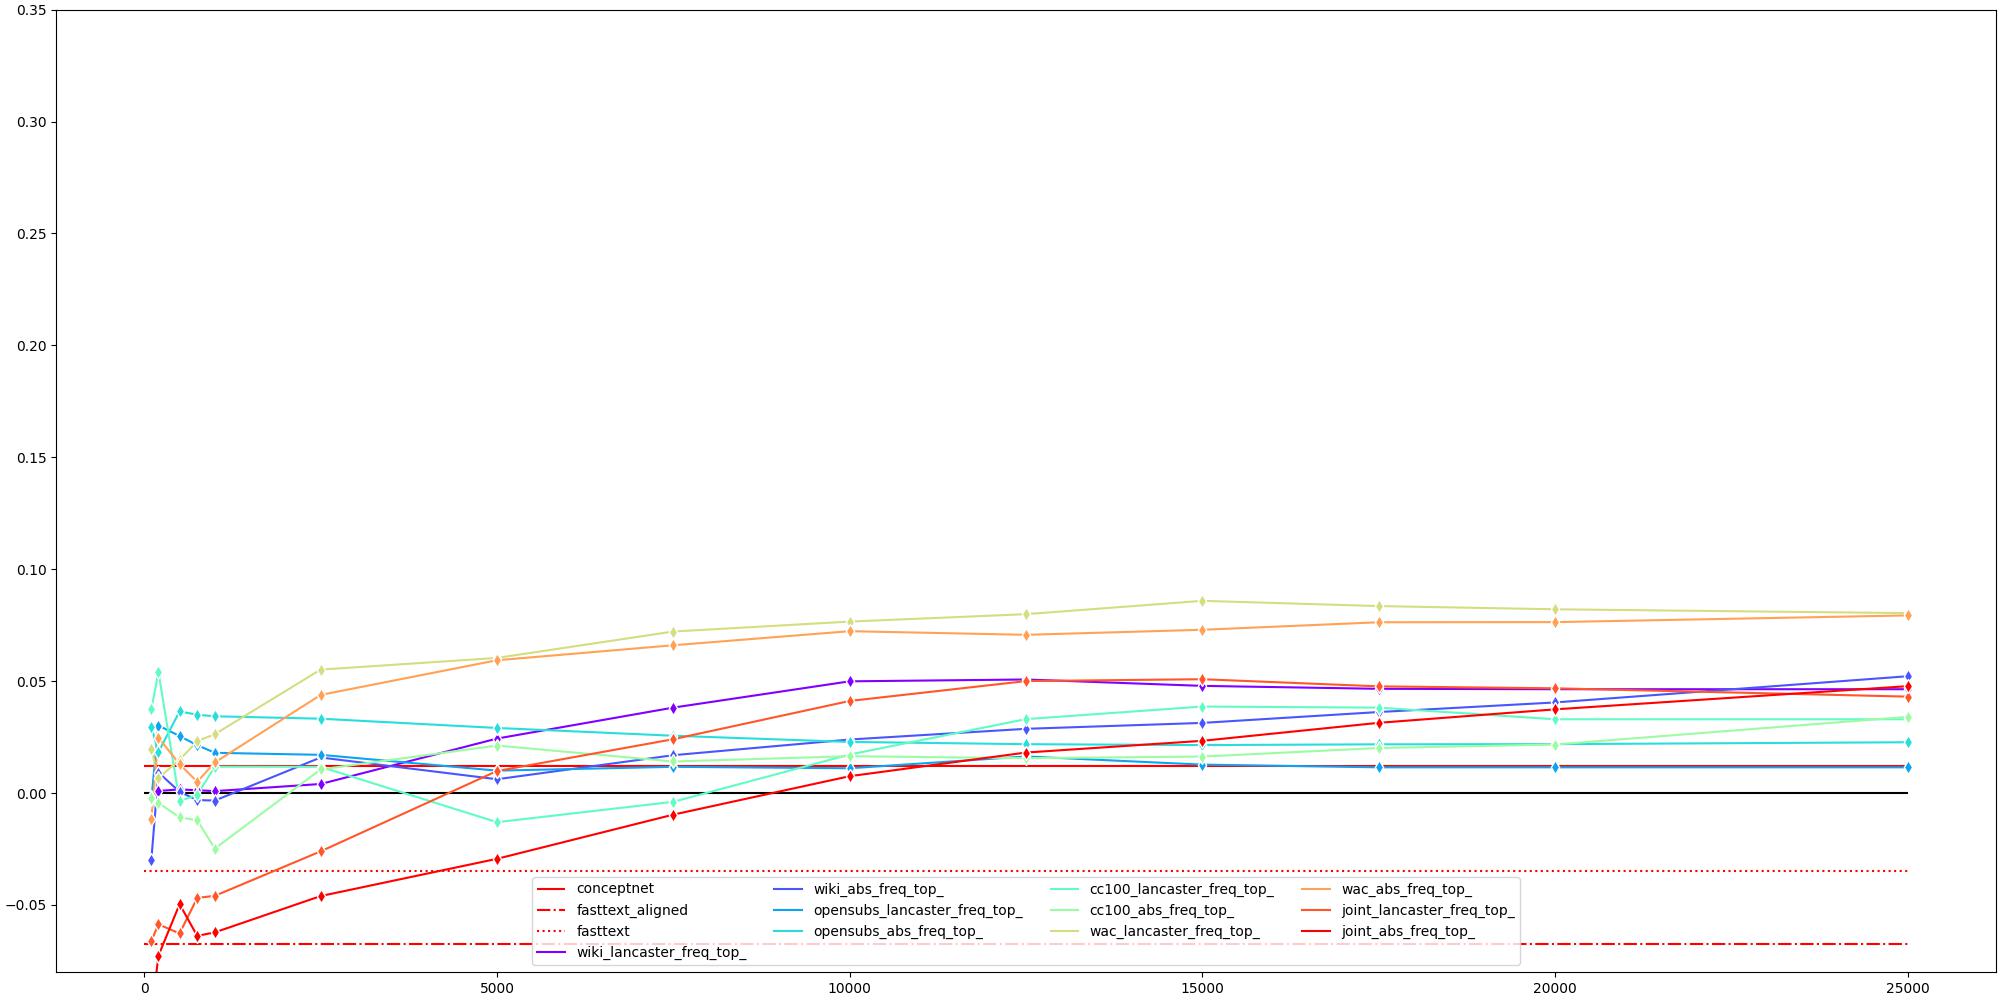 0.35
0.30
0.25
0.20
0.15
0.10
0.05
0.00
−0.05
conceptnet
fasttext_aligned
fasttext
wiki_lancaster_freq_top_
wiki_abs_freq_top_
opensubs_lancaster_freq_top_
opensubs_abs_freq_top_
cc100_lancaster_freq_top_
cc100_abs_freq_top_
wac_lancaster_freq_top_
wac_abs_freq_top_
joint_lancaster_freq_top_
joint_abs_freq_top_
0 5000 10000 15000 20000 25000